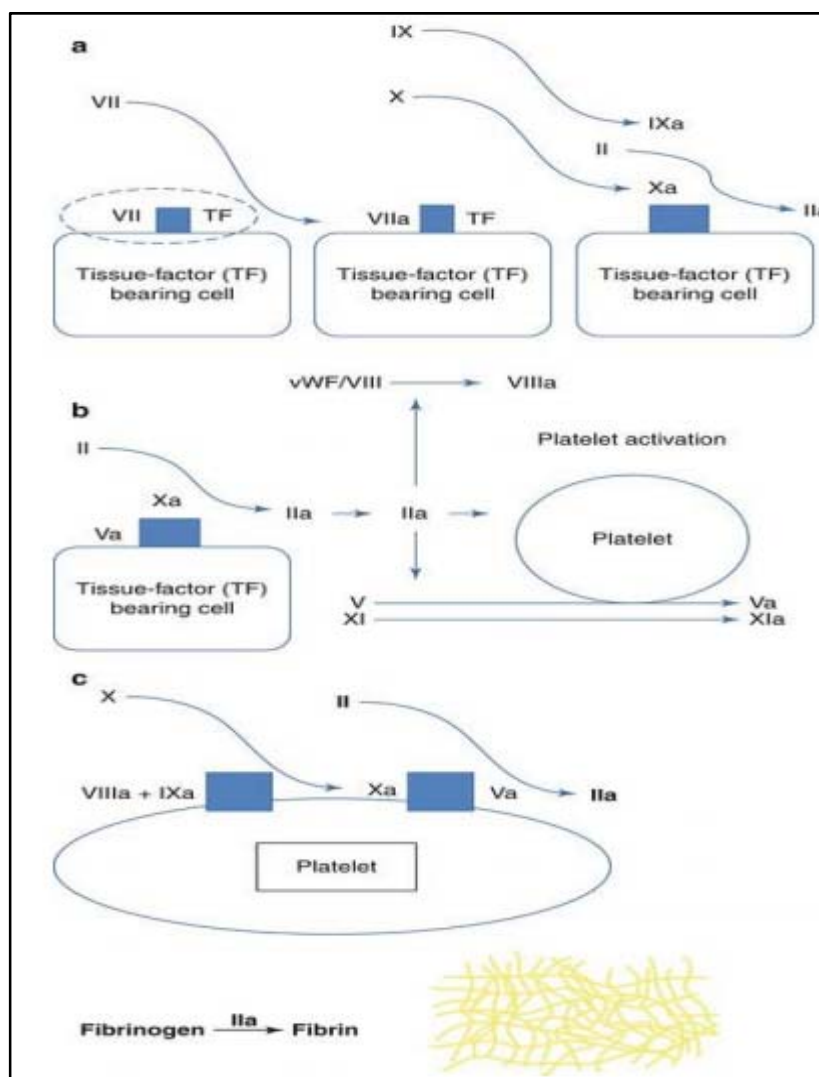 a
IX
VII
X
IXa
II
Xa
VII TF
VIIa TF
Tissue-factor (TF)
bearing cell
Tissue-factor (TF)
bearing cell
Tissue-factor (TF)
bearing cell
vWF/VIII
VIIIa
b
II
Platelet activation
Xa
IIa
IIa
Va
Platelet
Tissue-factor (TF)
bearing cell
V
Va
XI
XIa
c
X
II
VIIIa + IXa
Xa
Va
IIa
Platelet
IIa
Fibrinogen
Fibrin